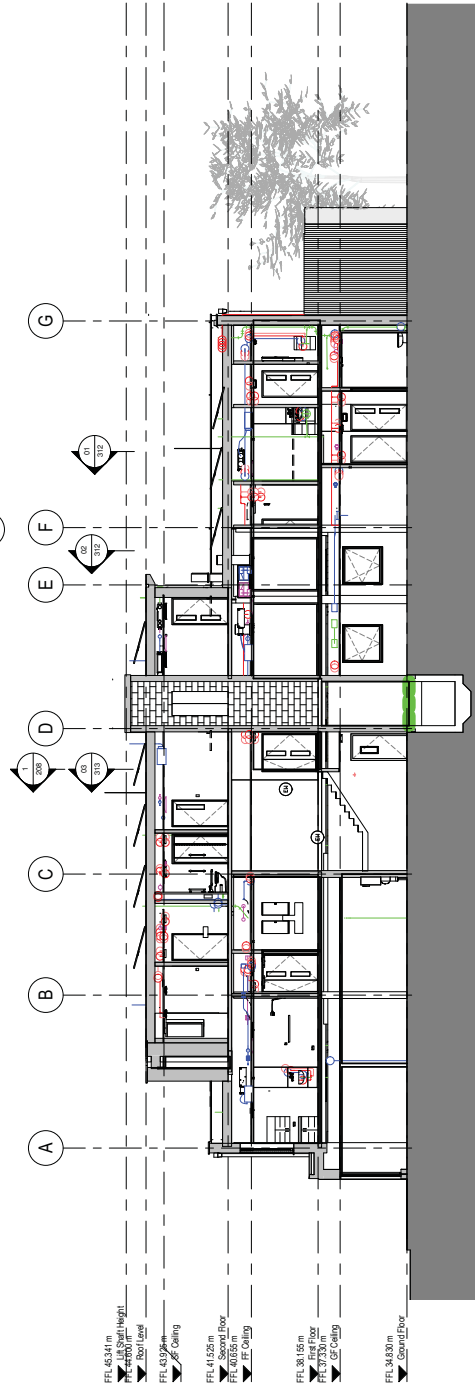 G
01
312
F
02
312
E
D
1
208
03
313
C
B
A
EH
EH
FFL 45.341 m
Lift Shaft Height
FFL 44.600 m
Roof Level
FFL 43.925 m
SF Ceiling
FFL 41.525 m
Second Floor
FFL 40.655 m
FF Ceiling
FFL 38.155 m
First Floor
FFL 37.330 m
GF Ceiling
FFL 34.830 m
Ground Floor